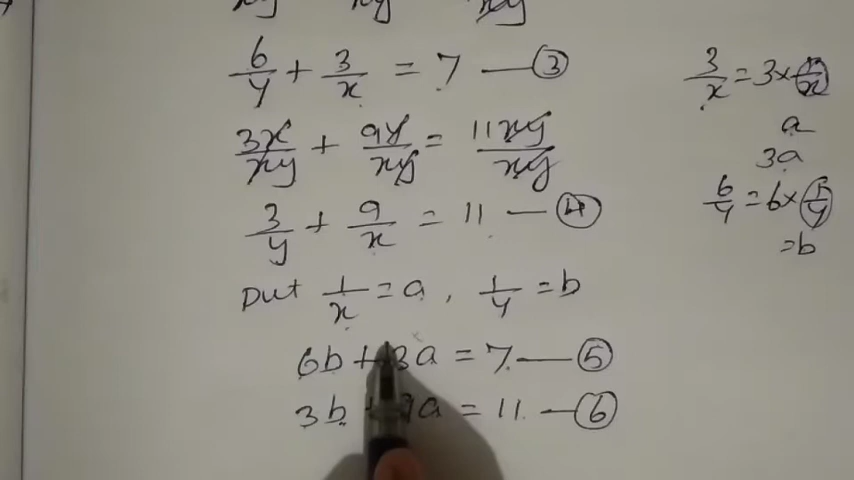 6/y + 3/x = 7 —③
3x/xy + 9y/xy = 11xy/xy
3/y + 9/x = 11 —④
put 1/x = a, 1/y = b
6b + 3a = 7 —⑤
3b + 9a = 11 —⑥
3/x = 3×1/x
a
3a
6/y = 6×1/y
=b